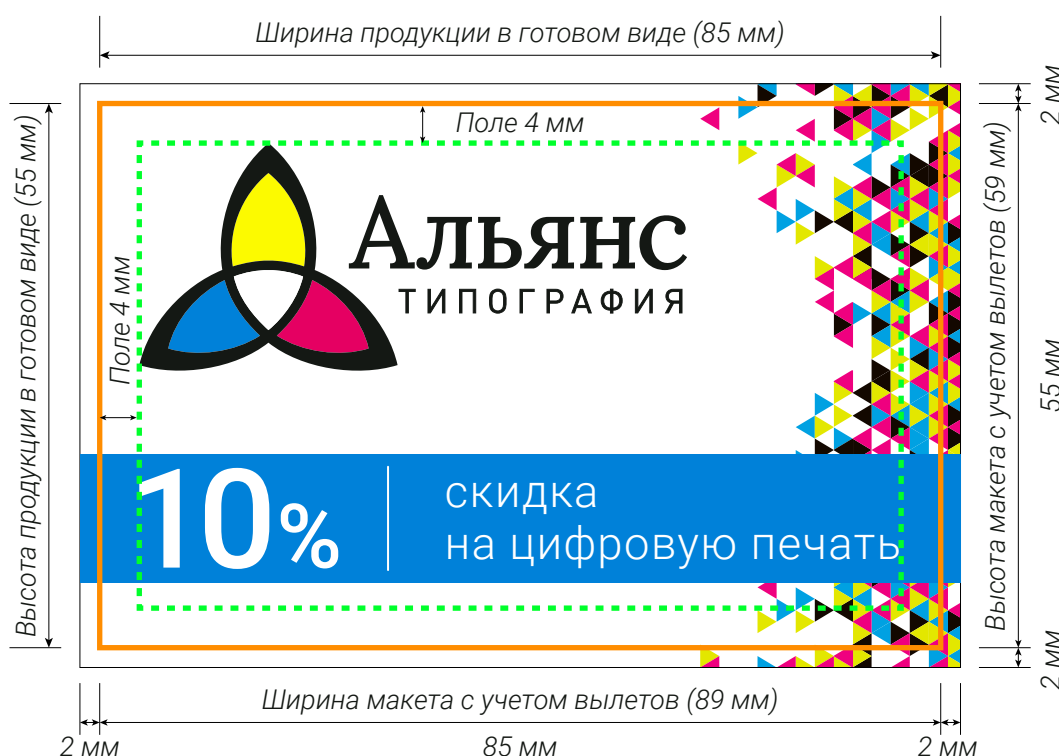 Ширина продукции в готовом виде (85 мм)
2 мм
Поле 4 мм
Высота продукции в готовом виде (55 мм)
Поле 4 мм
Альянс
ТИПОГРАФИЯ
Высота макета с учетом вылетов (59 мм)
55 мм
10%
скидка
на цифровую печать
2 мм
Ширина макета с учетом вылетов (89 мм)
2 мм
85 мм
2 мм